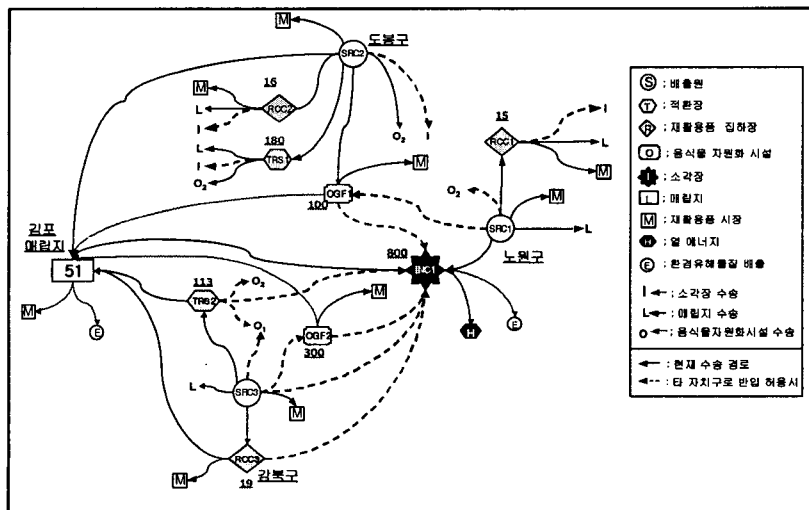 도봉구
M
SRC2
16
M
L
I
RCC2
O₂
I
180
L
I
O₂
TRS1
M
OGF1
100
15
RCC1
I
L
M
O₂
M
SRC1
L
노원구
김포
매립지
51
M
E
800
INC1
H
E
113
TRS2
O₂
O₁
M
OGF2
300
L
SRC3
M
RCC3
M
19
강북구
S : 배출원
T : 적환장
R : 재활용품 집하장
O : 음식물 자원화 시설
I : 소각장
L : 매립지
M : 재활용품 시장
H : 열 에너지
E : 환경유해물질 배출
I : 소각장 수송
L : 매립지 수송
O : 음식물자원화시설 수송
: 현재 수송 경로
: 타 자치구로 반입 허용시